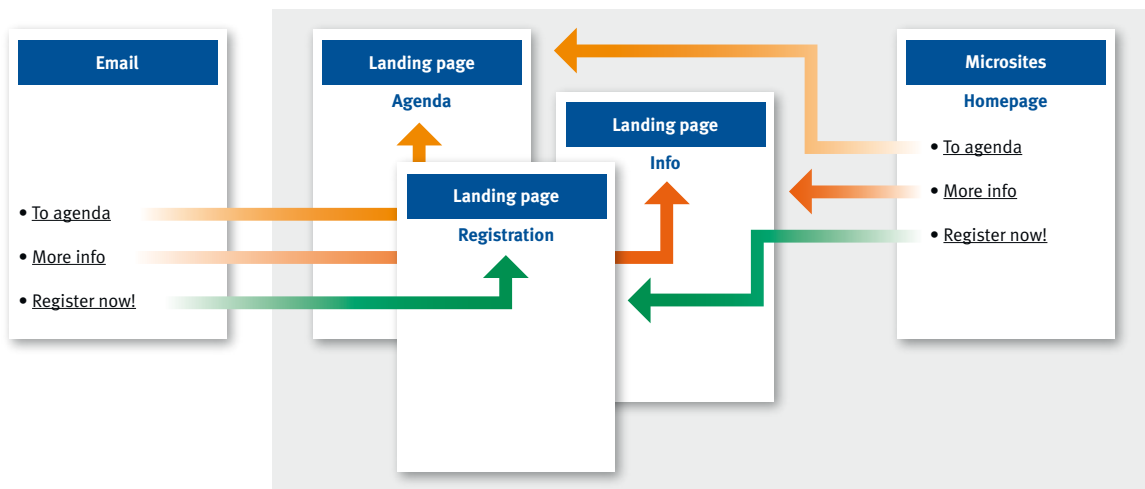 Email
• To agenda
• More info
• Register now!
Landing page
Agenda
Landing page
Info
Landing page
Registration
Microsites
Homepage
• To agenda
• More info
• Register now!